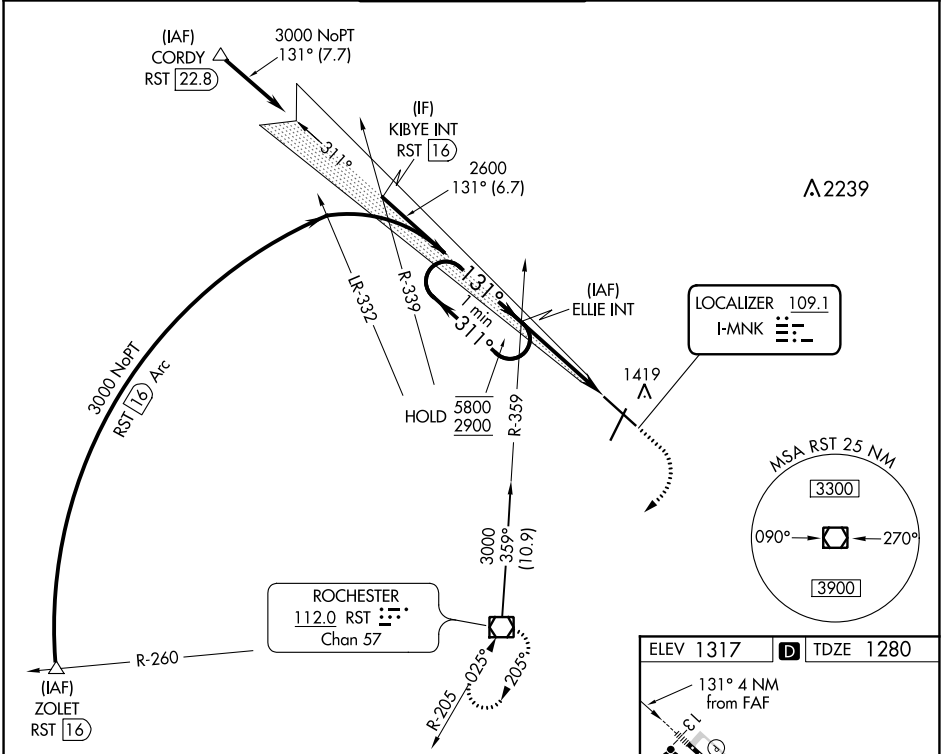 (IAF)
CORDY
RST 22.8
3000 NoPT
131° (7.7)
(IF)
KIBYE INT
RST 16
311°
2600
131° (6.7)
2239
LR-332
R-339
131°
1 min
311°
(IAF)
ELLIE INT
LOCALIZER 109.1
I-MNK
1419
HOLD 5800
2900
R-359
3000 NoPT
RST 16 Arc
MSA RST 25 NM
3300
090°
270°
3900
3000
359°
(10.9)
ROCHESTER
112.0 RST
Chan 57
R-260
(IAF)
ZOLET
RST 16
R-205
025°
205°
ELEV 1317 D TDZE 1280
131° 4 NM
from FAF
13
P